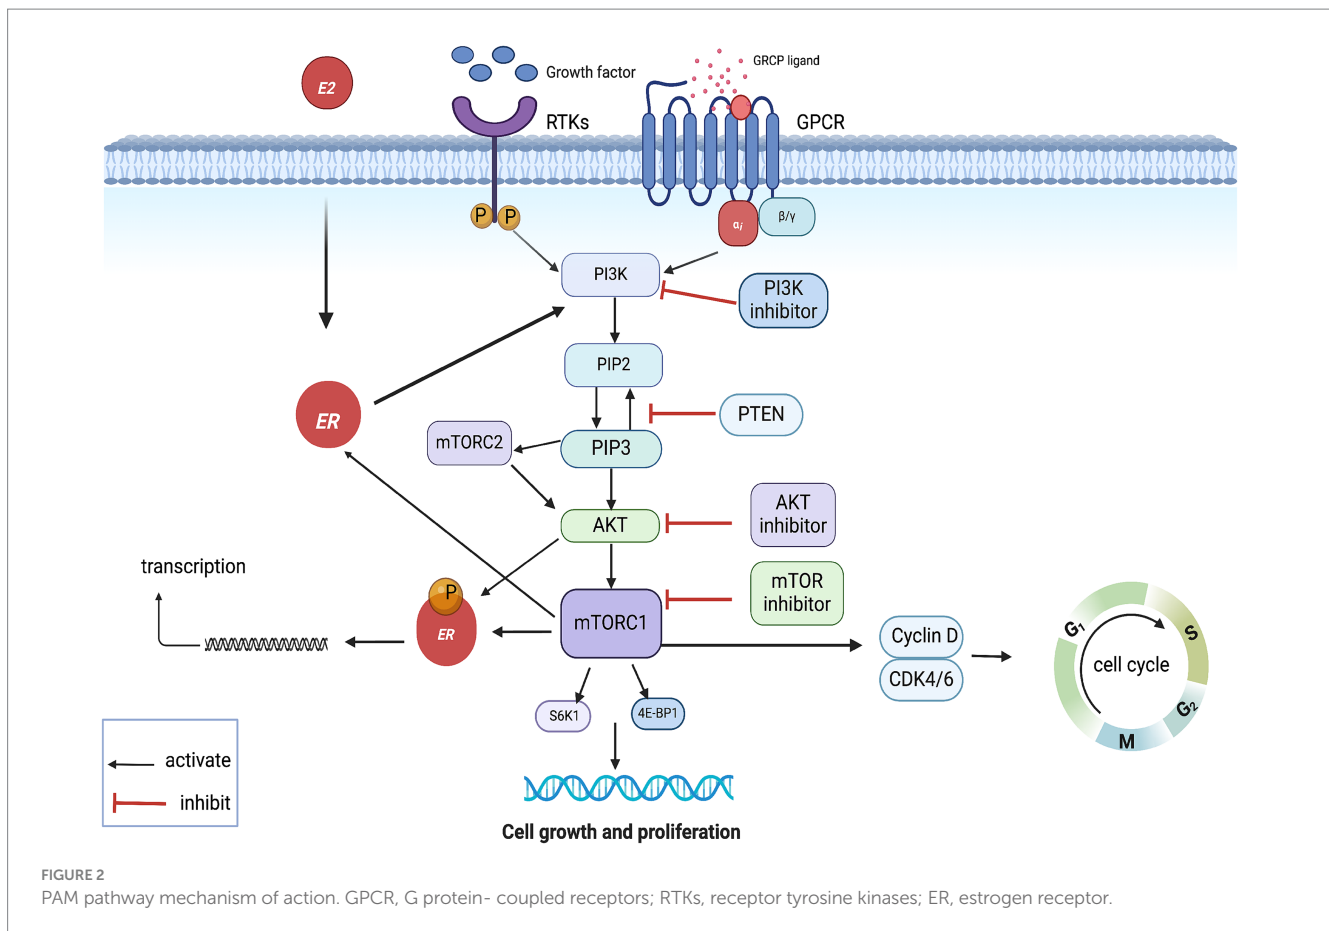 E2
Growth factor
RTKs
GRCP ligand
GPCR
P P
αi
β/γ
PI3K
PI3K
inhibitor
PIP2
ER
PTEN
mTORC2
PIP3
AKT
AKT
inhibitor
transcription
P
ER
mTORC1
mTOR
inhibitor
Cyclin D
CDK4/6
G1
S
cell cycle
G2
M
S6K1
4E-BP1
activate
inhibit
Cell growth and proliferation
FIGURE 2
PAM pathway mechanism of action. GPCR, G protein- coupled receptors; RTKs, receptor tyrosine kinases; ER, estrogen receptor.